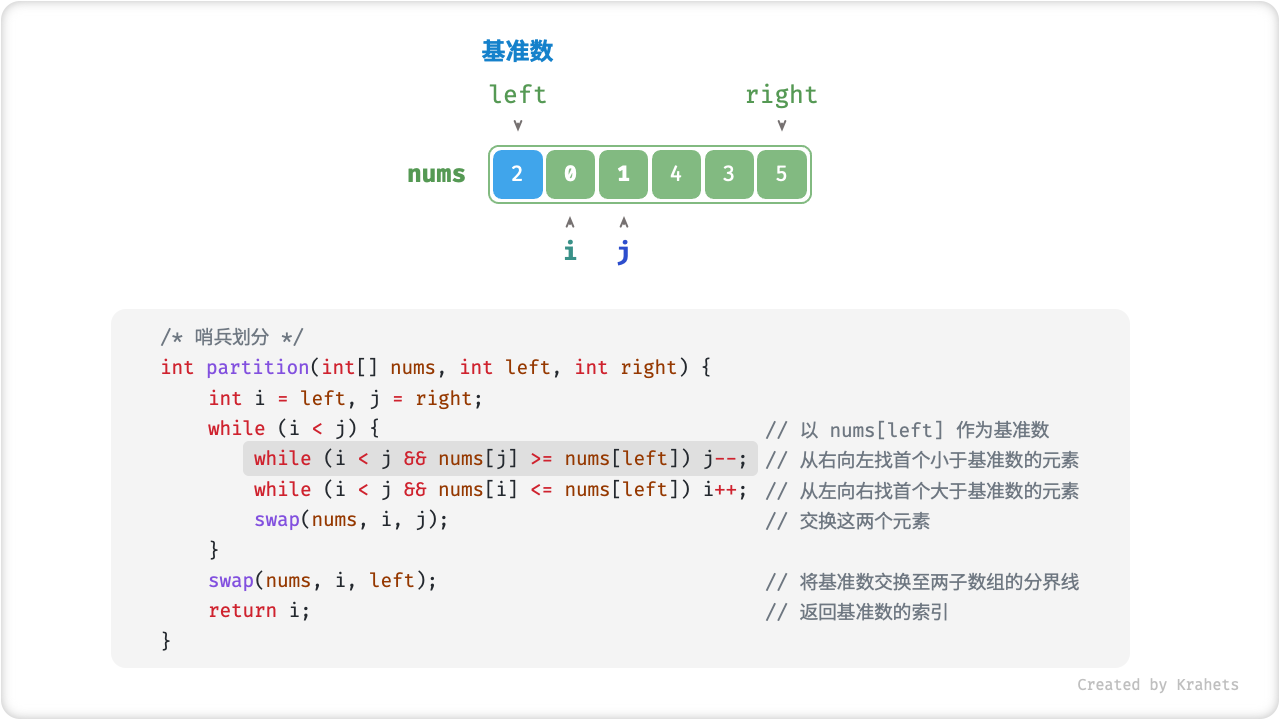 基准数
left right
nums 2 0 1 4 3 5
i j
/* 哨兵划分 */
int partition(int[] nums, int left, int right) {
    int i = left, j = right;
    while (i < j) { // 以 nums[left] 作为基准数
        while (i < j && nums[j] >= nums[left]) j--; // 从右向左找首个小于基准数的元素
        while (i < j && nums[i] <= nums[left]) i++; // 从左向右找首个大于基准数的元素
        swap(nums, i, j); // 交换这两个元素
    }
    swap(nums, i, left); // 将基准数交换至两子数组的分界线
    return i; // 返回基准数的索引
}
Created by Krahets